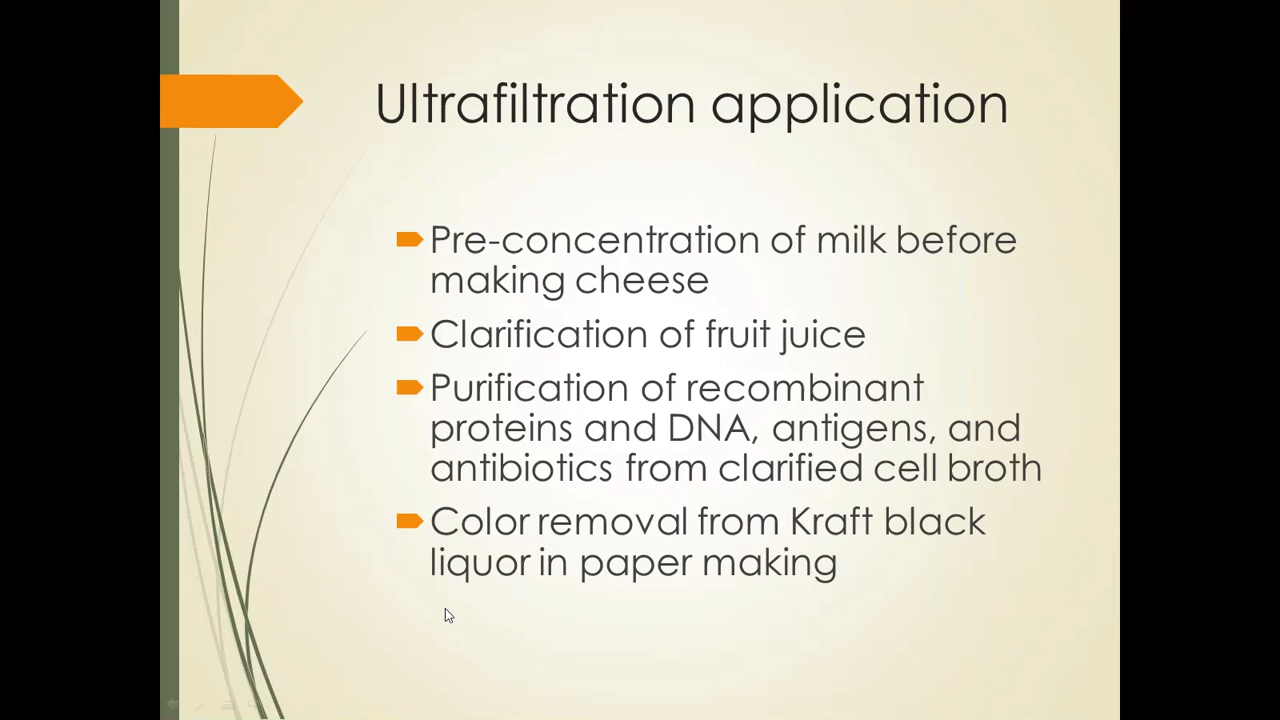 Ultrafiltration application
Pre-concentration of milk before
making cheese
Clarification of fruit juice
Purification of recombinant
proteins and DNA, antigens, and
antibiotics from clarified cell broth
Color removal from Kraft black
liquor in paper making